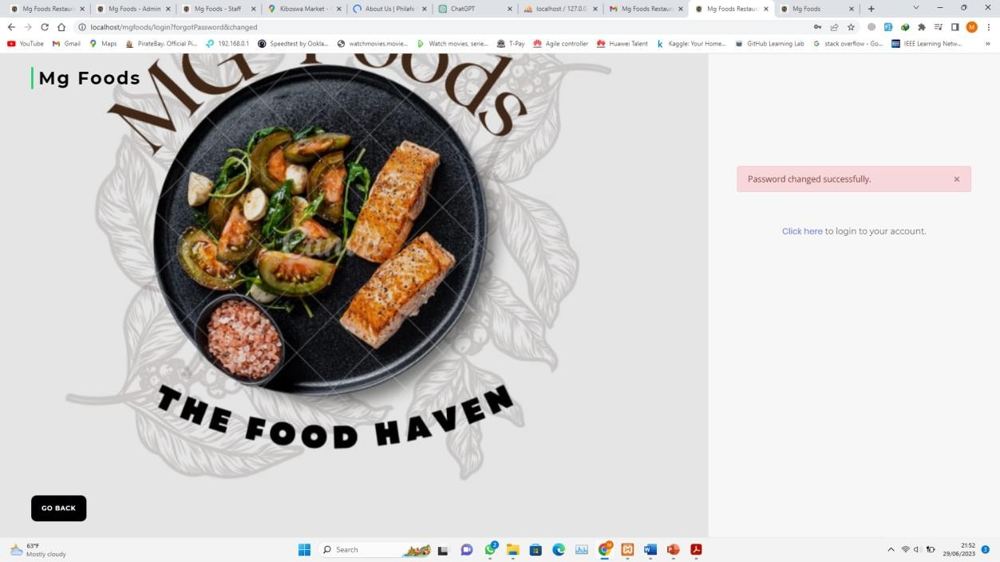 Mg Foods Restaur
Mg Foods - Admin
Mg Foods - Staff
Kiboswa Market -
About Us | Philafe
ChatGPT
localhost / 127.0.0.
Mg Foods Restaur
Mg Foods Restaur
Mg Foods
localhost/mgfoods/login?forgotPassword&changed
M
YouTube
Gmail
Maps
PirateBay. Official Pi...
192.168.0.1
Speedtest by Ookla...
watchmovies.movie...
Watch movies, serie...
T-Pay
Agile controller
Huawei Talent
Kaggle: Your Home...
GitHub Learning Lab
stack overflow - Go...
IEEE Learning Netw...
»
Mg Foods
MG Foods
Canva
THE FOOD HAVEN
GO BACK
Password changed successfully.
×
Click here to login to your account.
63°F
Mostly cloudy
Search
2
21:52
29/06/2023
3